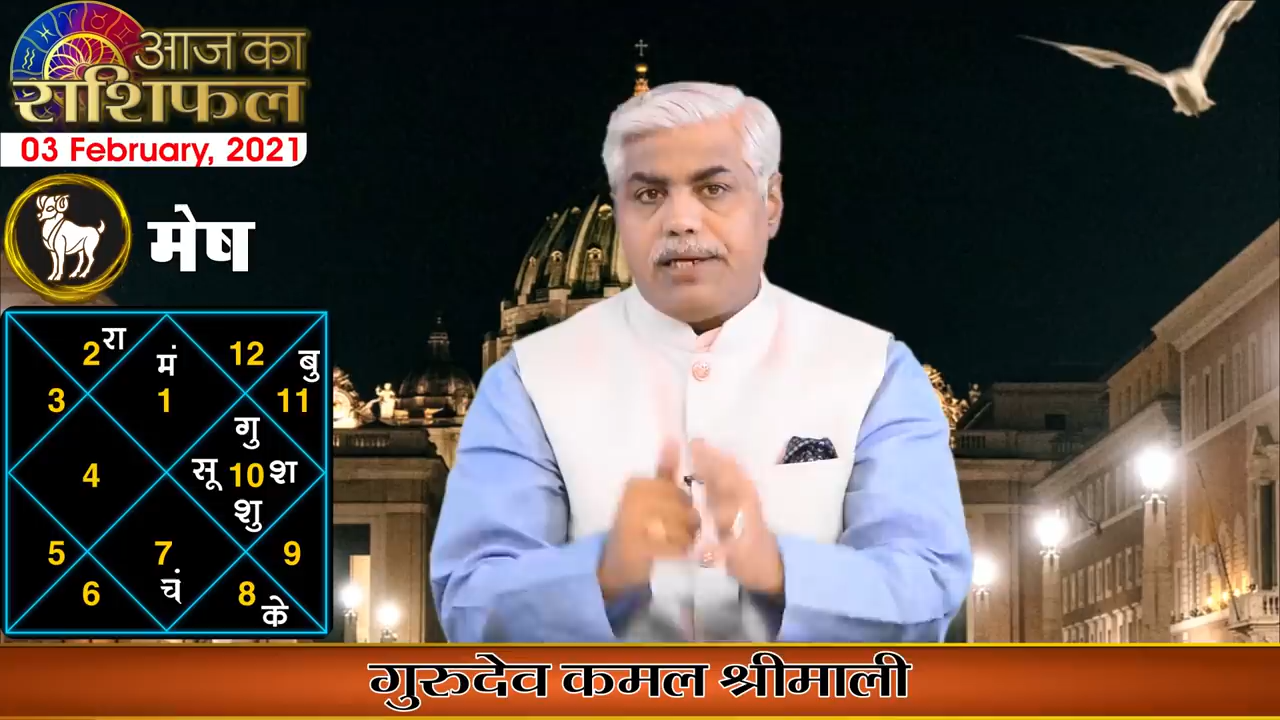 आज का
राशिफल
03 February, 2021
मेष
2 रा
मं
12
बु
3
1
11
गु
4
सू 10 श
शु
5
7
9
6
चं
8
के
गुरुदेव कमल श्रीमाली